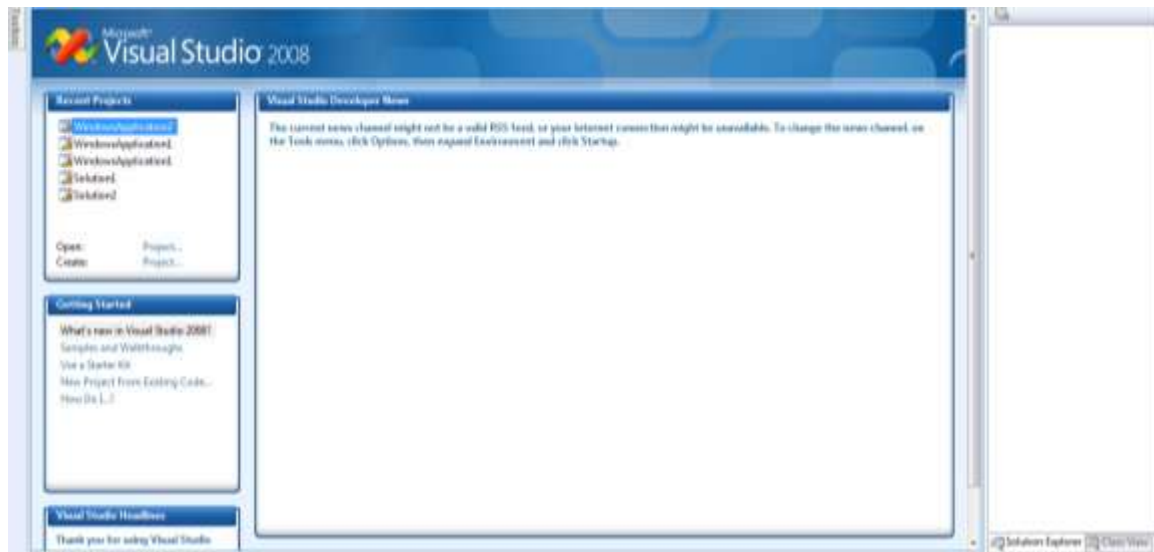 Toolbox
Microsoft
Visual Studio 2008
Recent Projects
WindowsApplication2
WindowsApplication1
WindowsApplication1
Solution1
Solution2
Open: Project...
Create: Project...
Getting Started
What's new in Visual Studio 2008?
Samples and Walkthroughs
Use a Starter Kit
New Project From Existing Code...
How Do I...?
Visual Studio Headlines
Thank you for using Visual Studio
Visual Studio Developer News
The current news channel might not be a valid RSS feed, or your internet connection might be unavailable. To change the news channel, on
the Tools menu, click Options, then expand Environment and click Startup.
Solution Explorer Class View